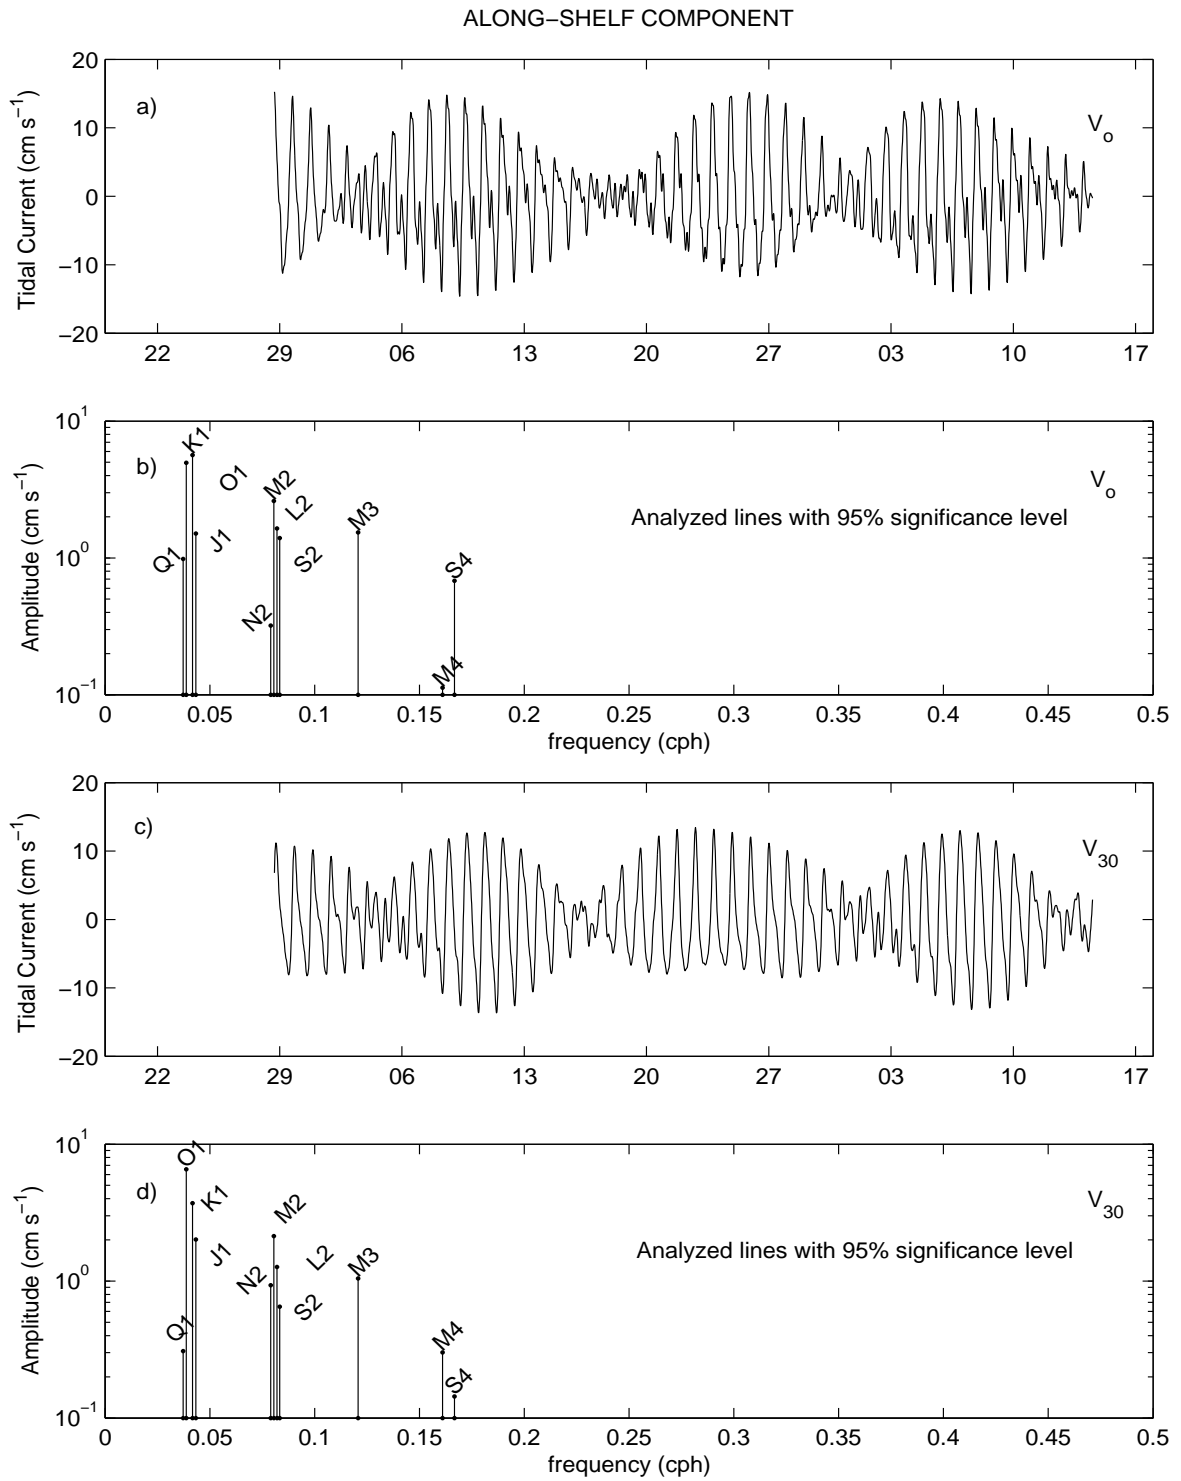 ALONG−SHELF COMPONENT
20
10
0
−10
−20
Tidal Current (cm s⁻¹)
a)
Vₒ
22 29 06 13 20 27 03 10 17
10¹
10⁰
10⁻¹
Amplitude (cm s⁻¹)
b)
K1
O1
M2
L2
M3
Q1
J1
S2
S4
N2
M4
Vₒ
Analyzed lines with 95% significance level
0 0.05 0.1 0.15 0.2 0.25 0.3 0.35 0.4 0.45 0.5
frequency (cph)
20
10
0
−10
−20
Tidal Current (cm s⁻¹)
c)
V₃₀
22 29 06 13 20 27 03 10 17
10¹
10⁰
10⁻¹
Amplitude (cm s⁻¹)
d)
O1
K1
M2
J1
L2
M3
N2
S2
Q1
M4
S4
V₃₀
Analyzed lines with 95% significance level
0 0.05 0.1 0.15 0.2 0.25 0.3 0.35 0.4 0.45 0.5
frequency (cph)